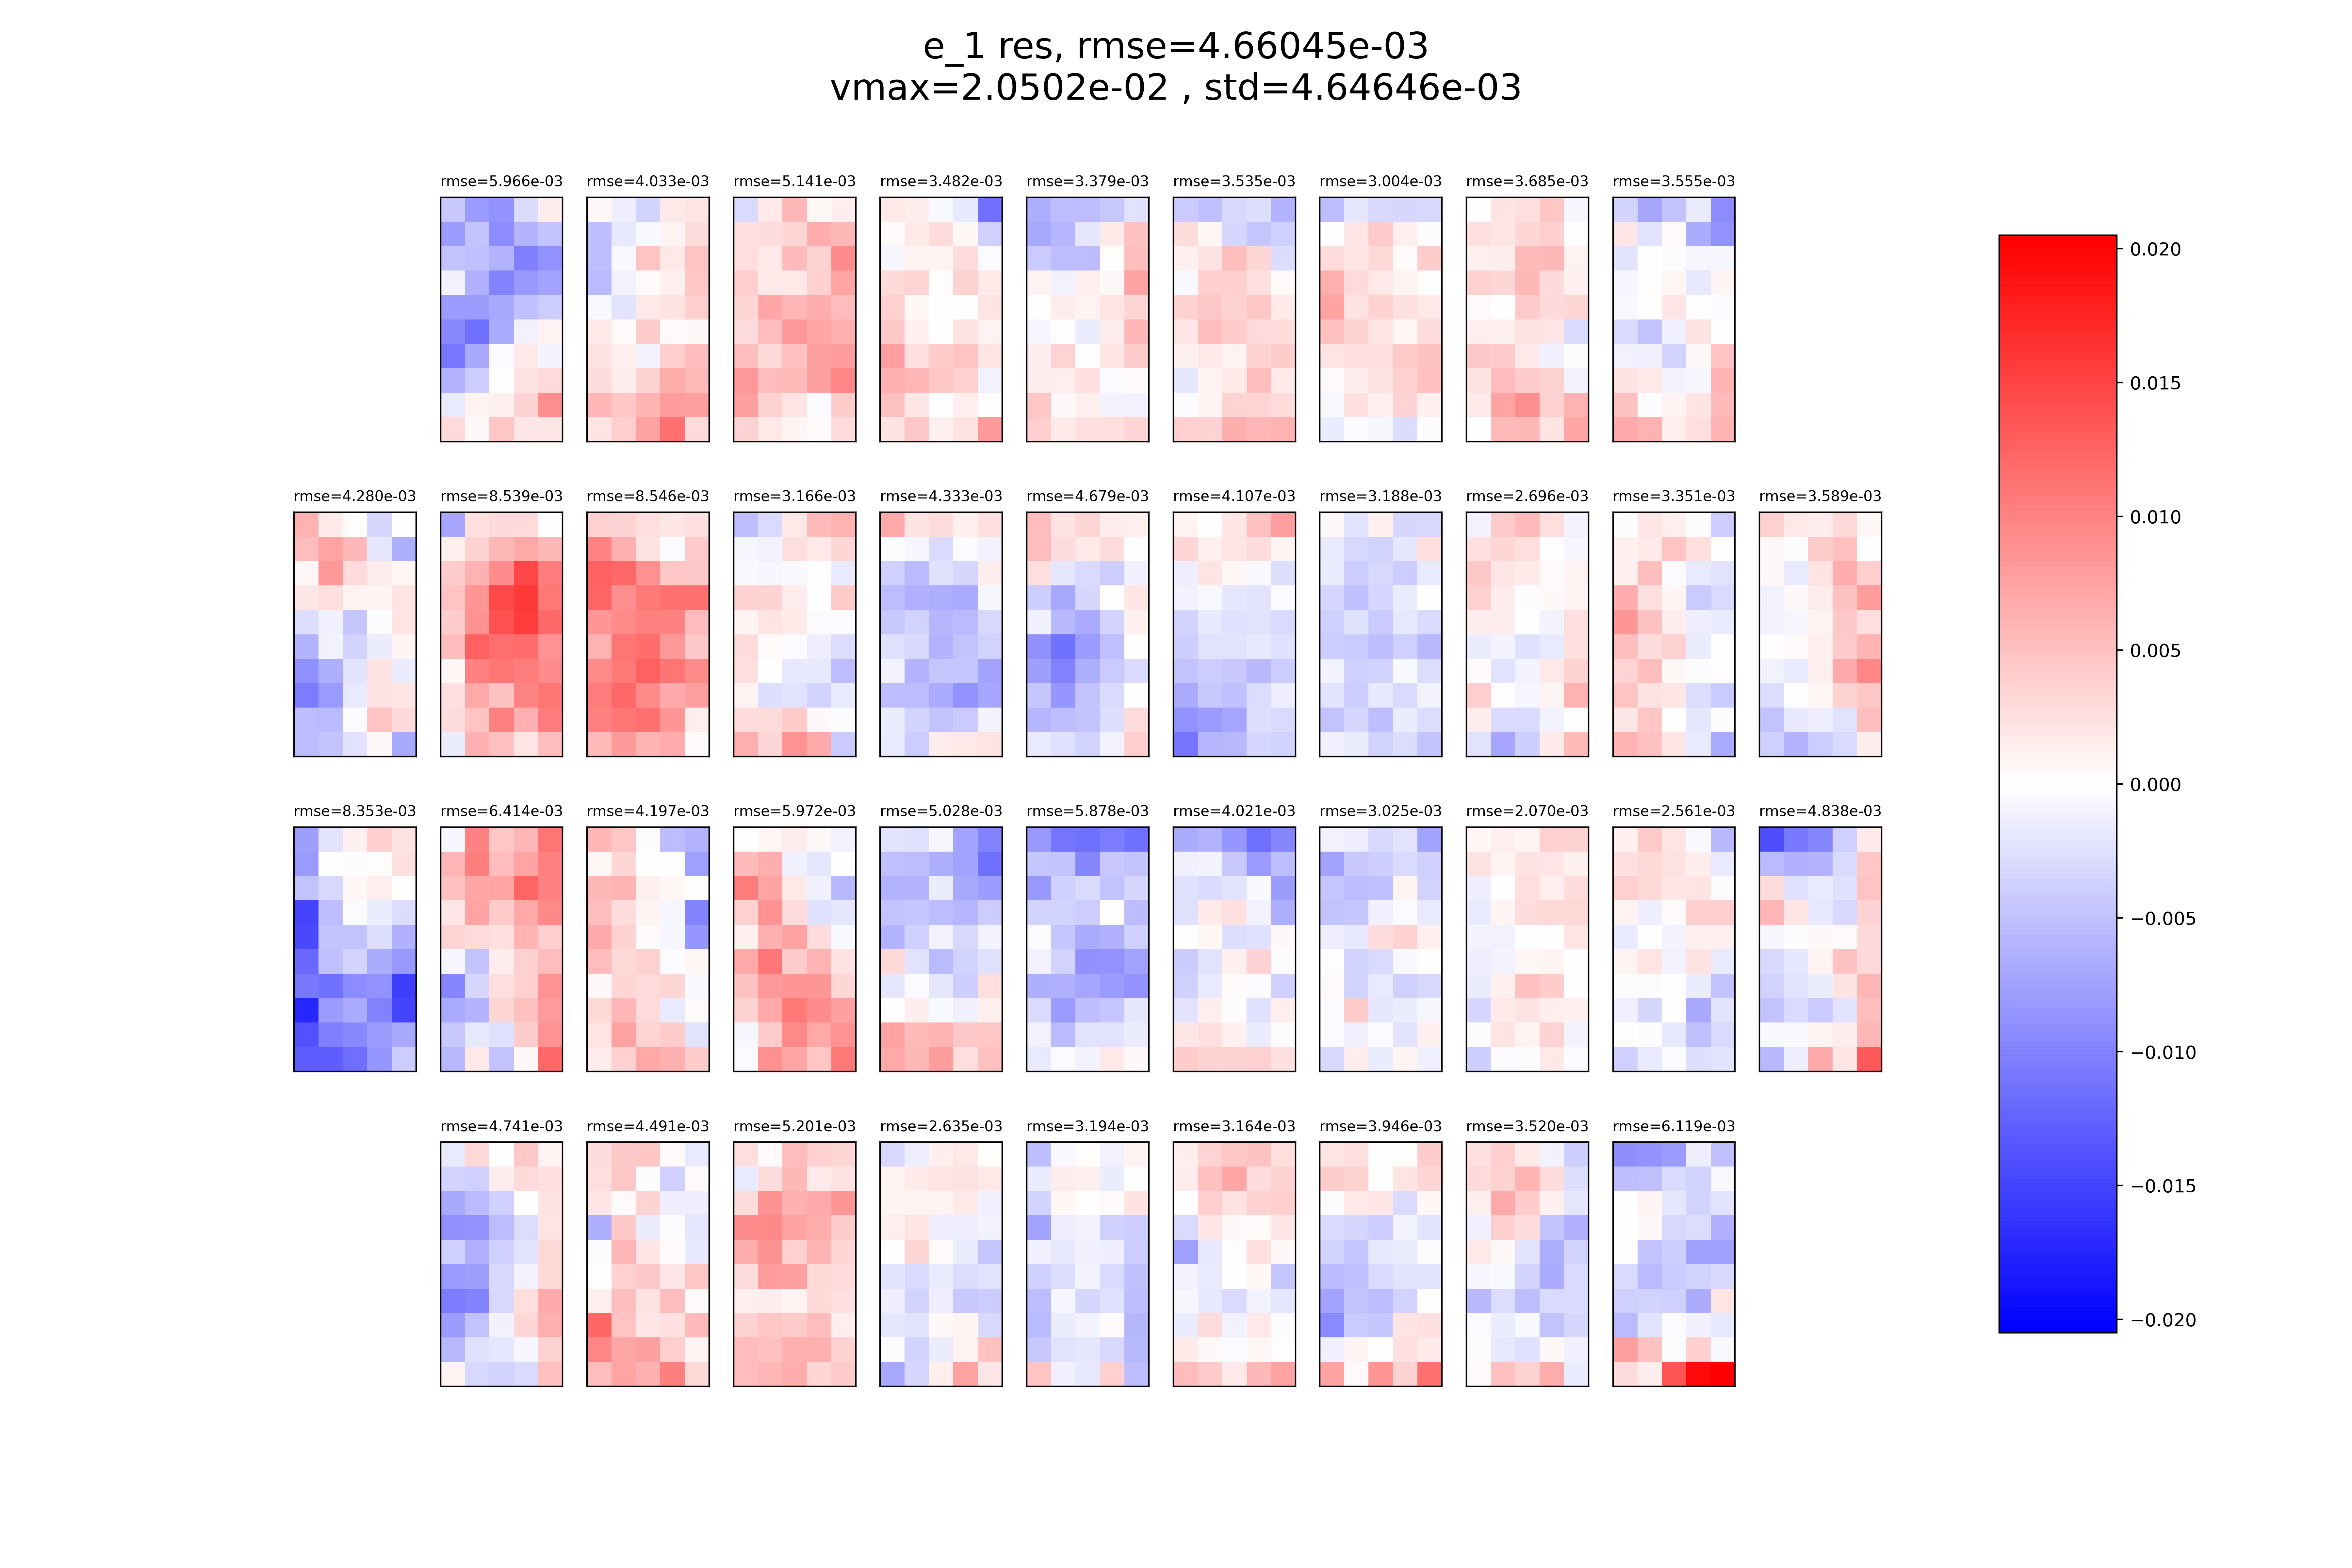 e_1 res, rmse=4.66045e-03
vmax=2.0502e-02 , std=4.64646e-03
rmse=5.966e-03 rmse=4.033e-03 rmse=5.141e-03 rmse=3.482e-03 rmse=3.379e-03 rmse=3.535e-03 rmse=3.004e-03 rmse=3.685e-03 rmse=3.555e-03
rmse=4.280e-03 rmse=8.539e-03 rmse=8.546e-03 rmse=3.166e-03 rmse=4.333e-03 rmse=4.679e-03 rmse=4.107e-03 rmse=3.188e-03 rmse=2.696e-03 rmse=3.351e-03 rmse=3.589e-03
rmse=8.353e-03 rmse=6.414e-03 rmse=4.197e-03 rmse=5.972e-03 rmse=5.028e-03 rmse=5.878e-03 rmse=4.021e-03 rmse=3.025e-03 rmse=2.070e-03 rmse=2.561e-03 rmse=4.838e-03
rmse=4.741e-03 rmse=4.491e-03 rmse=5.201e-03 rmse=2.635e-03 rmse=3.194e-03 rmse=3.164e-03 rmse=3.946e-03 rmse=3.520e-03 rmse=6.119e-03
0.020
0.015
0.010
0.005
0.000
−0.005
−0.010
−0.015
−0.020